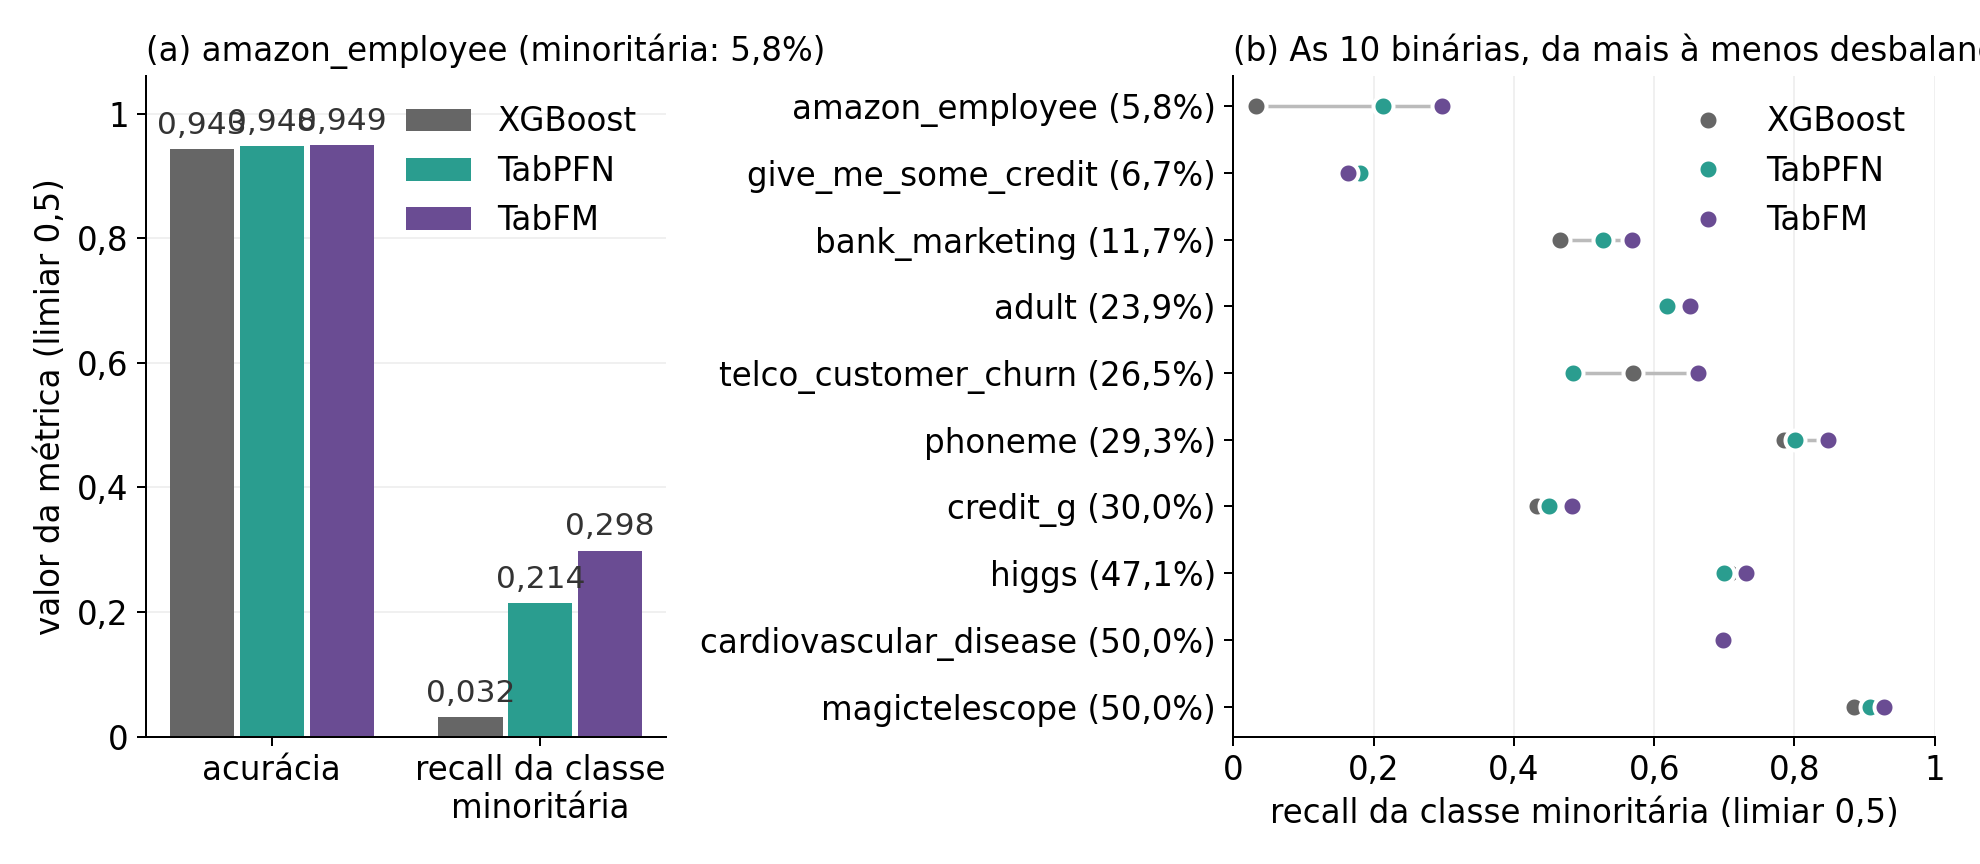 (a) amazon_employee (minoritária: 5,8%)
valor da métrica (limiar 0,5)
1
0,8
0,6
0,4
0,2
0
0,943
0,948
0,949
XGBoost
TabPFN
TabFM
0,032
0,214
0,298
acurácia
recall da classe
minoritária
(b) As 10 binárias, da mais à menos
amazon_employee (5,8%)
give_me_some_credit (6,7%)
bank_marketing (11,7%)
adult (23,9%)
telco_customer_churn (26,5%)
phoneme (29,3%)
credit_g (30,0%)
higgs (47,1%)
cardiovascular_disease (50,0%)
magictelescope (50,0%)
XGBoost
TabPFN
TabFM
0
0,2
0,4
0,6
0,8
1
recall da classe minoritária (limiar 0,5)